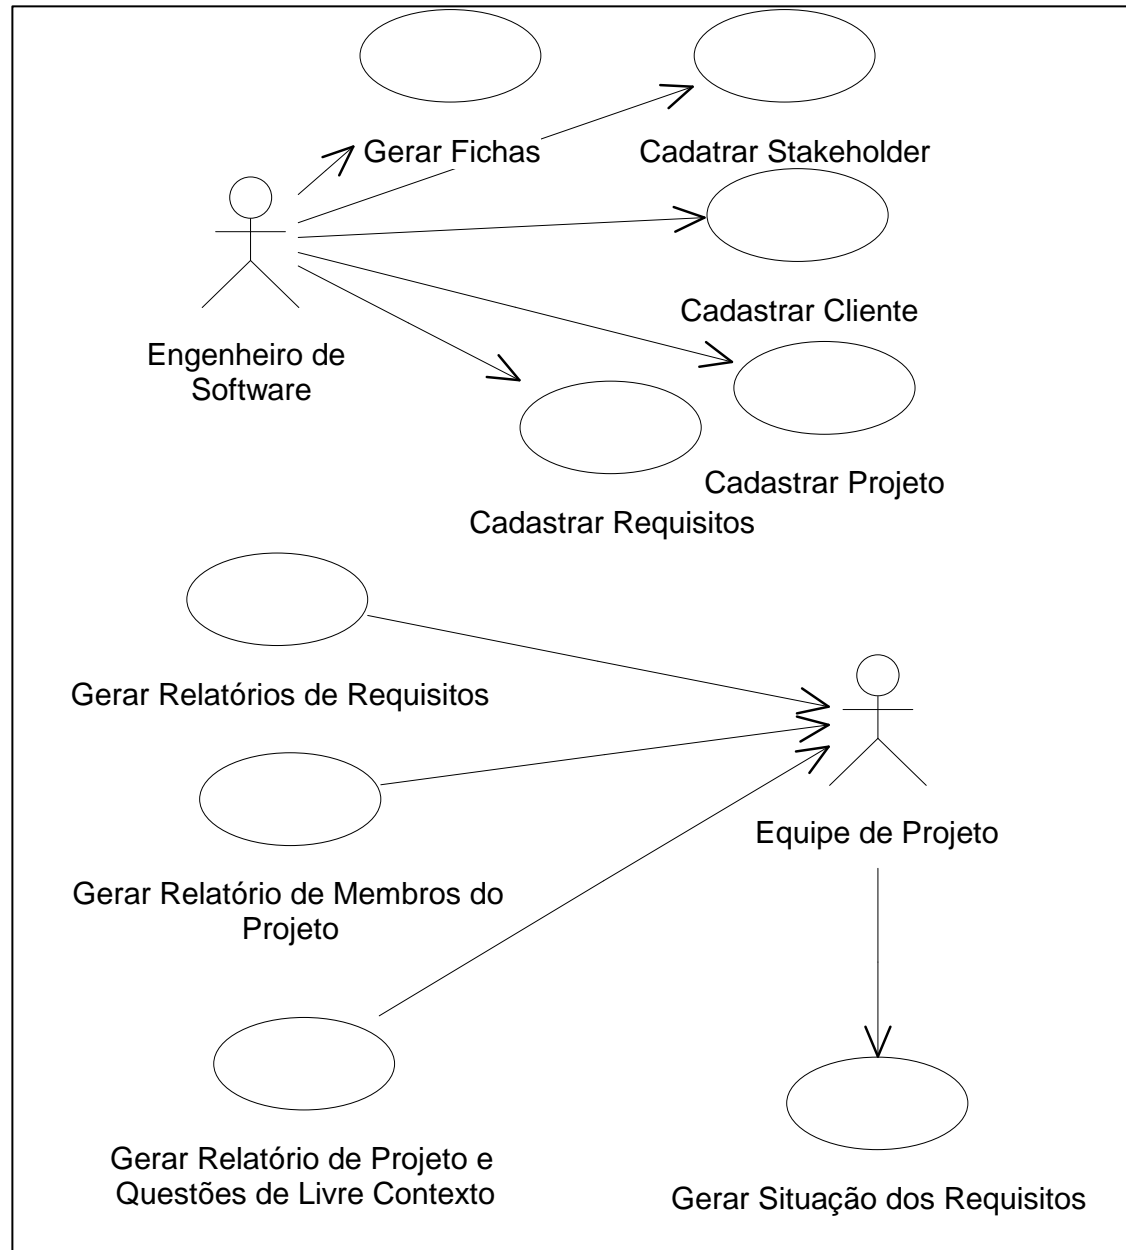 Gerar Fichas
Cadatrar Stakeholder
Cadastrar Cliente
Engenheiro de
Software
Cadastrar Projeto
Cadastrar Requisitos
Gerar Relatórios de Requisitos
Equipe de Projeto
Gerar Relatório de Membros do
Projeto
Gerar Relatório de Projeto e
Questões de Livre Contexto
Gerar Situação dos Requisitos